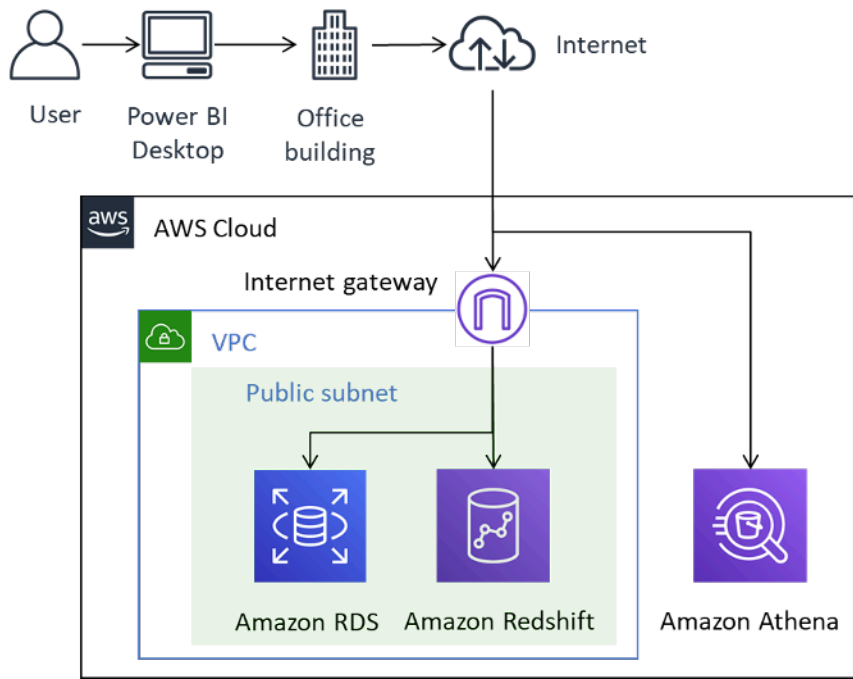 Internet
User
Power BI
Desktop
Office
building
aws
AWS Cloud
Internet gateway
VPC
Public subnet
Amazon RDS
Amazon Redshift
Amazon Athena